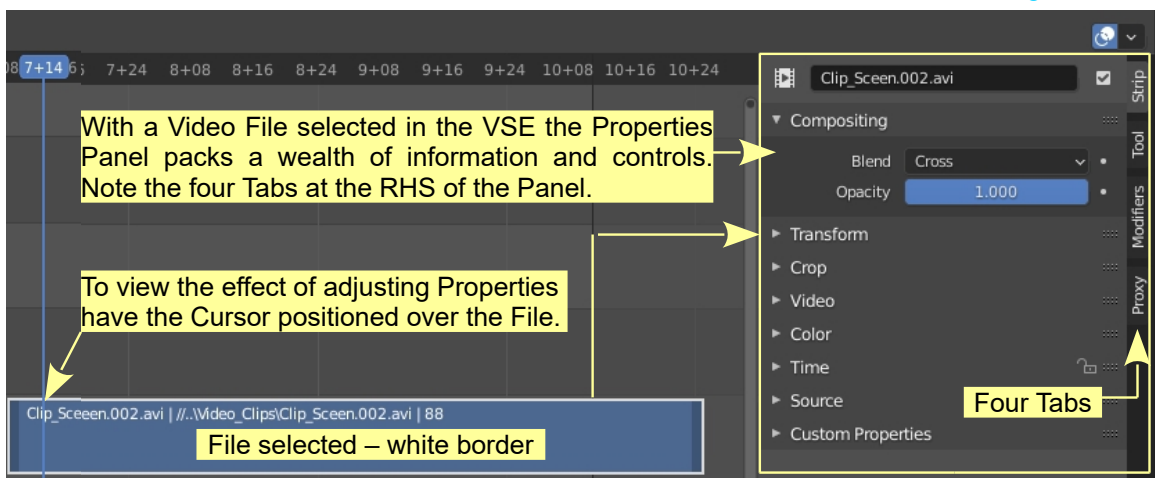 7+14
7+24 8+08 8+16 8+24 9+08 9+16 9+24 10+08 10+16 10+24
Clip_Sceen.002.avi
Strip
Tool
Modifiers
Proxy
With a Video File selected in the VSE the Properties
Panel packs a wealth of information and controls.
Note the four Tabs at the RHS of the Panel.
Compositing
Blend Cross
Opacity 1.000
Transform
Crop
Video
Color
Time
Source
Custom Properties
To view the effect of adjusting Properties
have the Cursor positioned over the File.
Clip_Sceeen.002.avi | //..\Video_Clips\Clip_Sceen.002.avi | 88
File selected – white border
Four Tabs